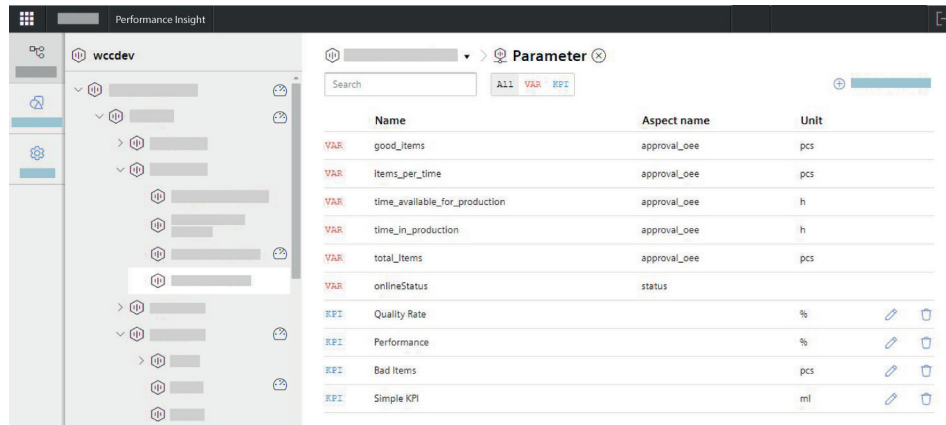 Performance Insight
wccdev
Parameter
Search
All VAR KPI
Name Aspect name Unit
VAR good_items approval_oee pcs
VAR items_per_time approval_oee pcs
VAR time_available_for_production approval_oee h
VAR time_in_production approval_oee h
VAR total_Items approval_oee pcs
VAR onlineStatus status
KPI Quality Rate %
KPI Performance %
KPI Bad Items pcs
KPI Simple KPI ml